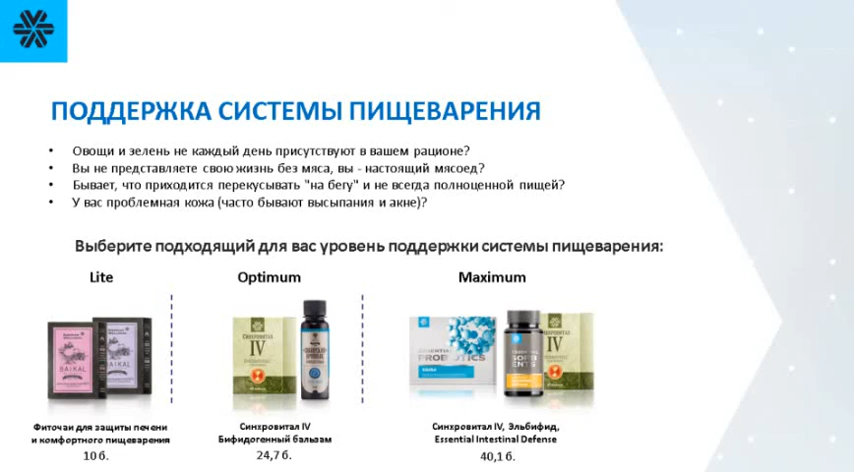 ПОДДЕРЖКА СИСТЕМЫ ПИЩЕВАРЕНИЯ
• Овощи и зелень не каждый день присутствуют в вашем рационе?
• Вы не представляете свою жизнь без мяса, вы - настоящий мясоед?
• Бывает, что приходится перекусывать "на бегу" и не всегда полноценной пищей?
• У вас проблемная кожа (часто бывают высыпания и акне)?
Выберите подходящий для вас уровень поддержки системы пищеварения:
Lite
Optimum
Maximum
BAIKAL
BAIKAL
СИНХРОВИТАЛ
IV
PROBIOTICS
SORB
ENTS
IV
Фиточаи для защиты печени
и комфортного пищеварения
10 б.
Синхровитал IV
Бифидогенный бальзам
24,7 б.
Синхровитал IV, Эльбифид,
Essential Intestinal Defense
40,1 б.